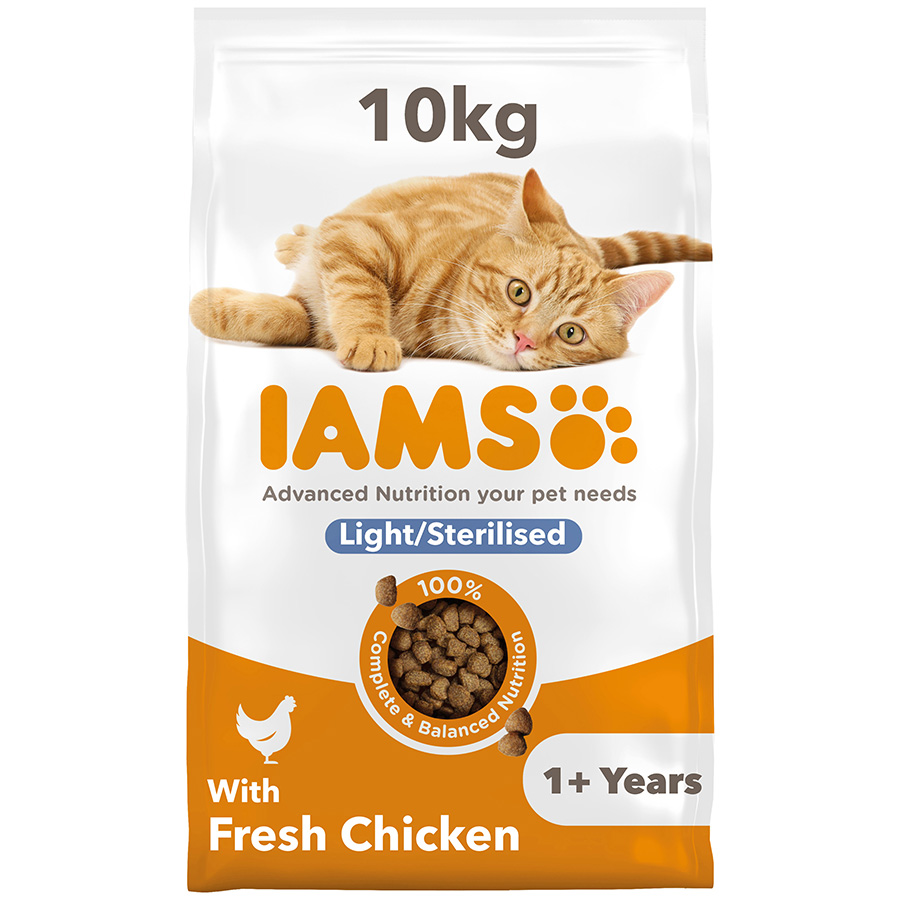 10kg
IAMS
Advanced Nutrition your pet needs
Light/Sterilised
100%
Complete & Balanced Nutrition
1+ Years
With
Fresh Chicken